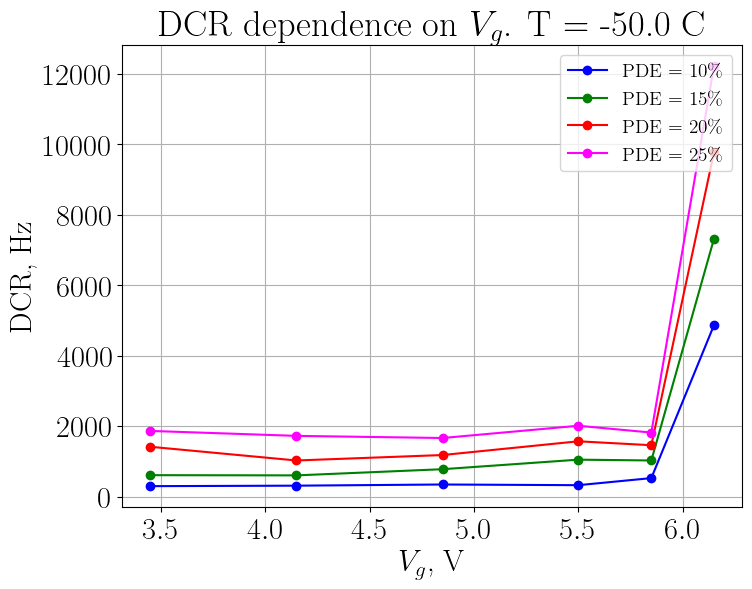 DCR dependence on V_g. T = -50.0 C
12000
10000
8000
6000
4000
2000
0
DCR, Hz
PDE = 10%
PDE = 15%
PDE = 20%
PDE = 25%
3.5 4.0 4.5 5.0 5.5 6.0
V_g, V